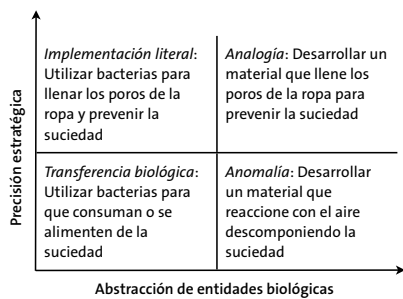 Precisión estratégica
Implementación literal:
Utilizar bacterias para
llenar los poros de la
ropa y prevenir la
suciedad
Analogía: Desarrollar un
material que llene los
poros de la ropa para
prevenir la suciedad
Transferencia biológica:
Utilizar bacterias para
que consuman o se
alimenten de la
suciedad
Anomalía: Desarrollar
un material que
reaccione con el aire
descomponiendo la
suciedad
Abstracción de entidades biológicas